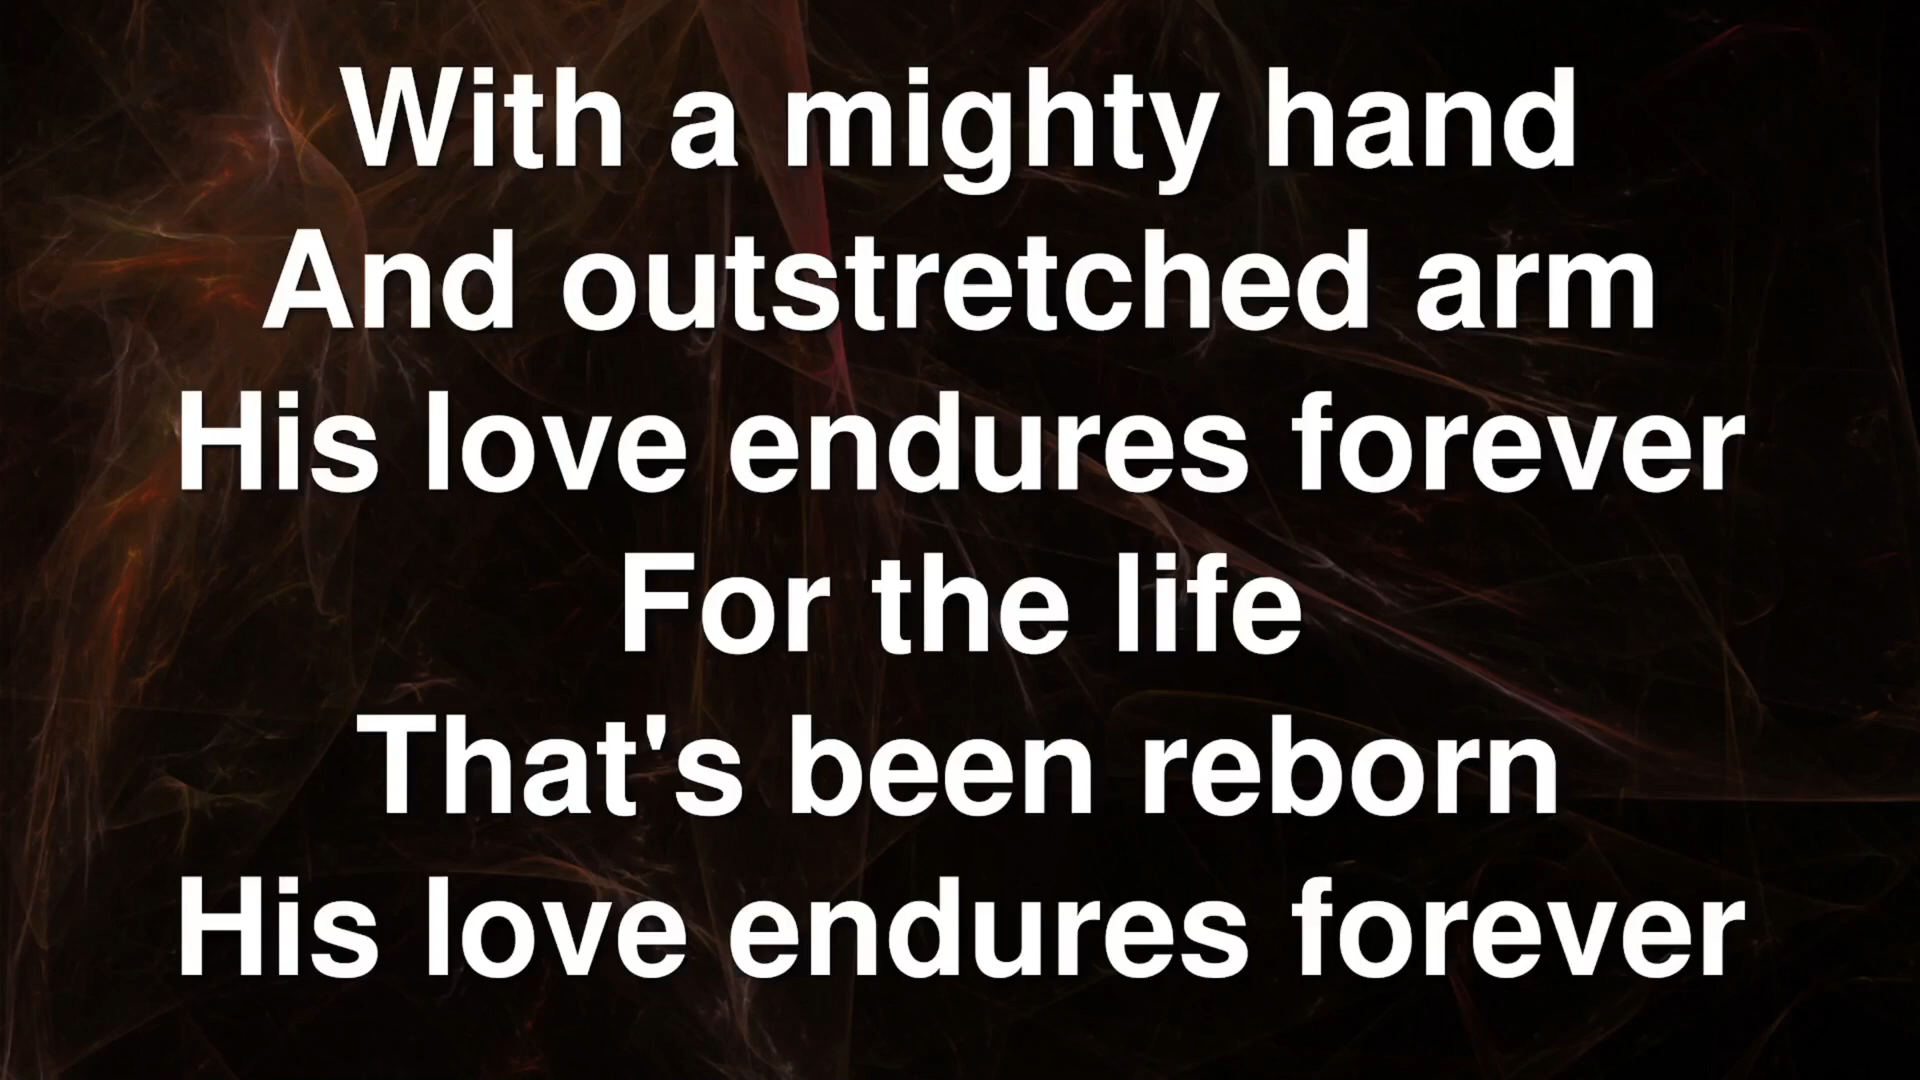 With a mighty hand
And outstretched arm
His love endures forever
For the life
That's been reborn
His love endures forever